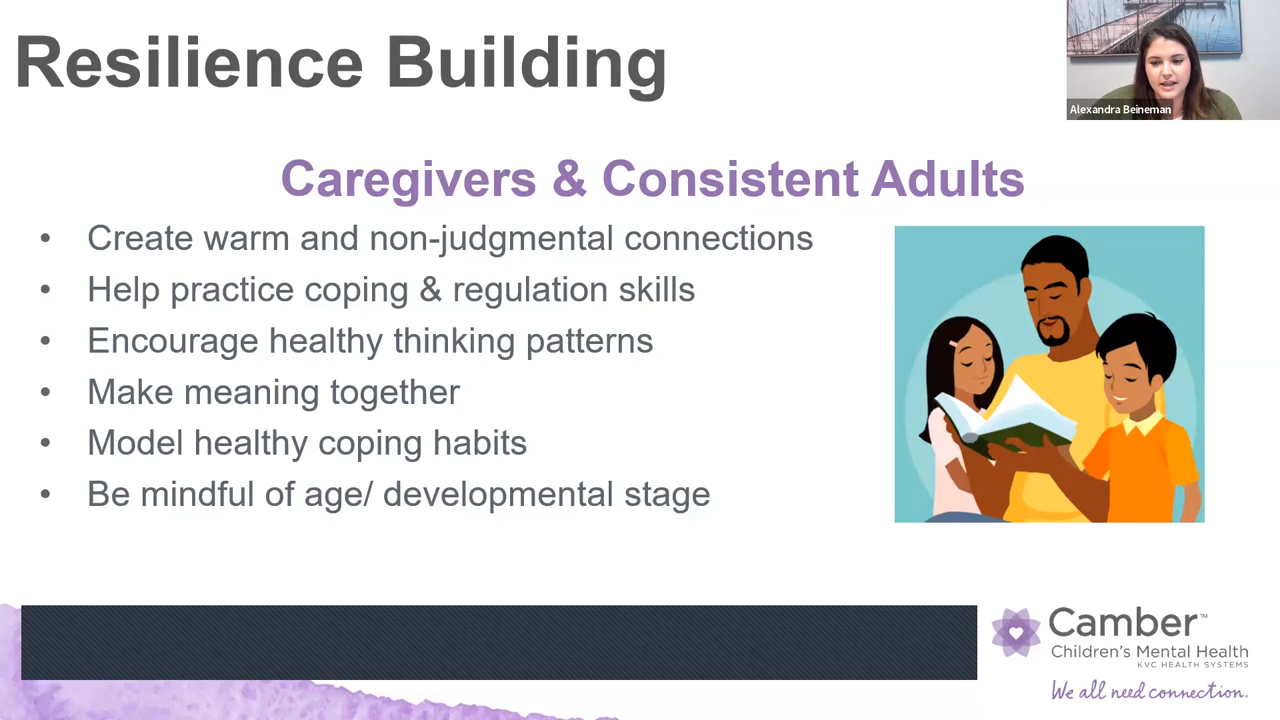 Resilience Building
Alexandra Beineman
Caregivers & Consistent Adults
• Create warm and non-judgmental connections
• Help practice coping & regulation skills
• Encourage healthy thinking patterns
• Make meaning together
• Model healthy coping habits
• Be mindful of age/ developmental stage
Camber™
Children's Mental Health
KVC HEALTH SYSTEMS
We all need connection.